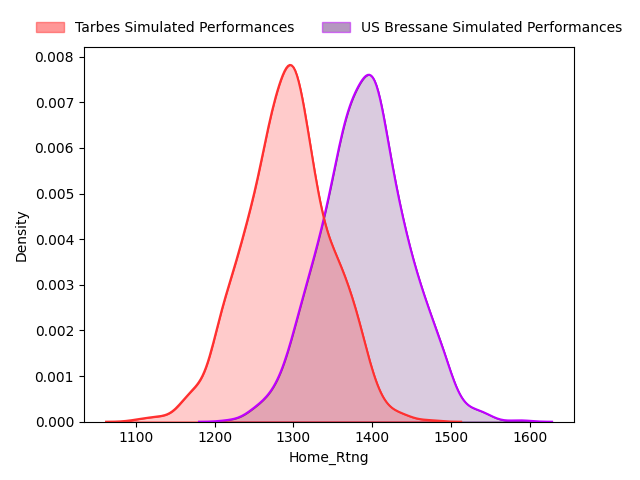 Tarbes Simulated Performances US Bressane Simulated Performances
0.008
0.007
0.006
0.005
0.004
0.003
0.002
0.001
0.000
Density
1100 1200 1300 1400 1500 1600
Home_Rtng